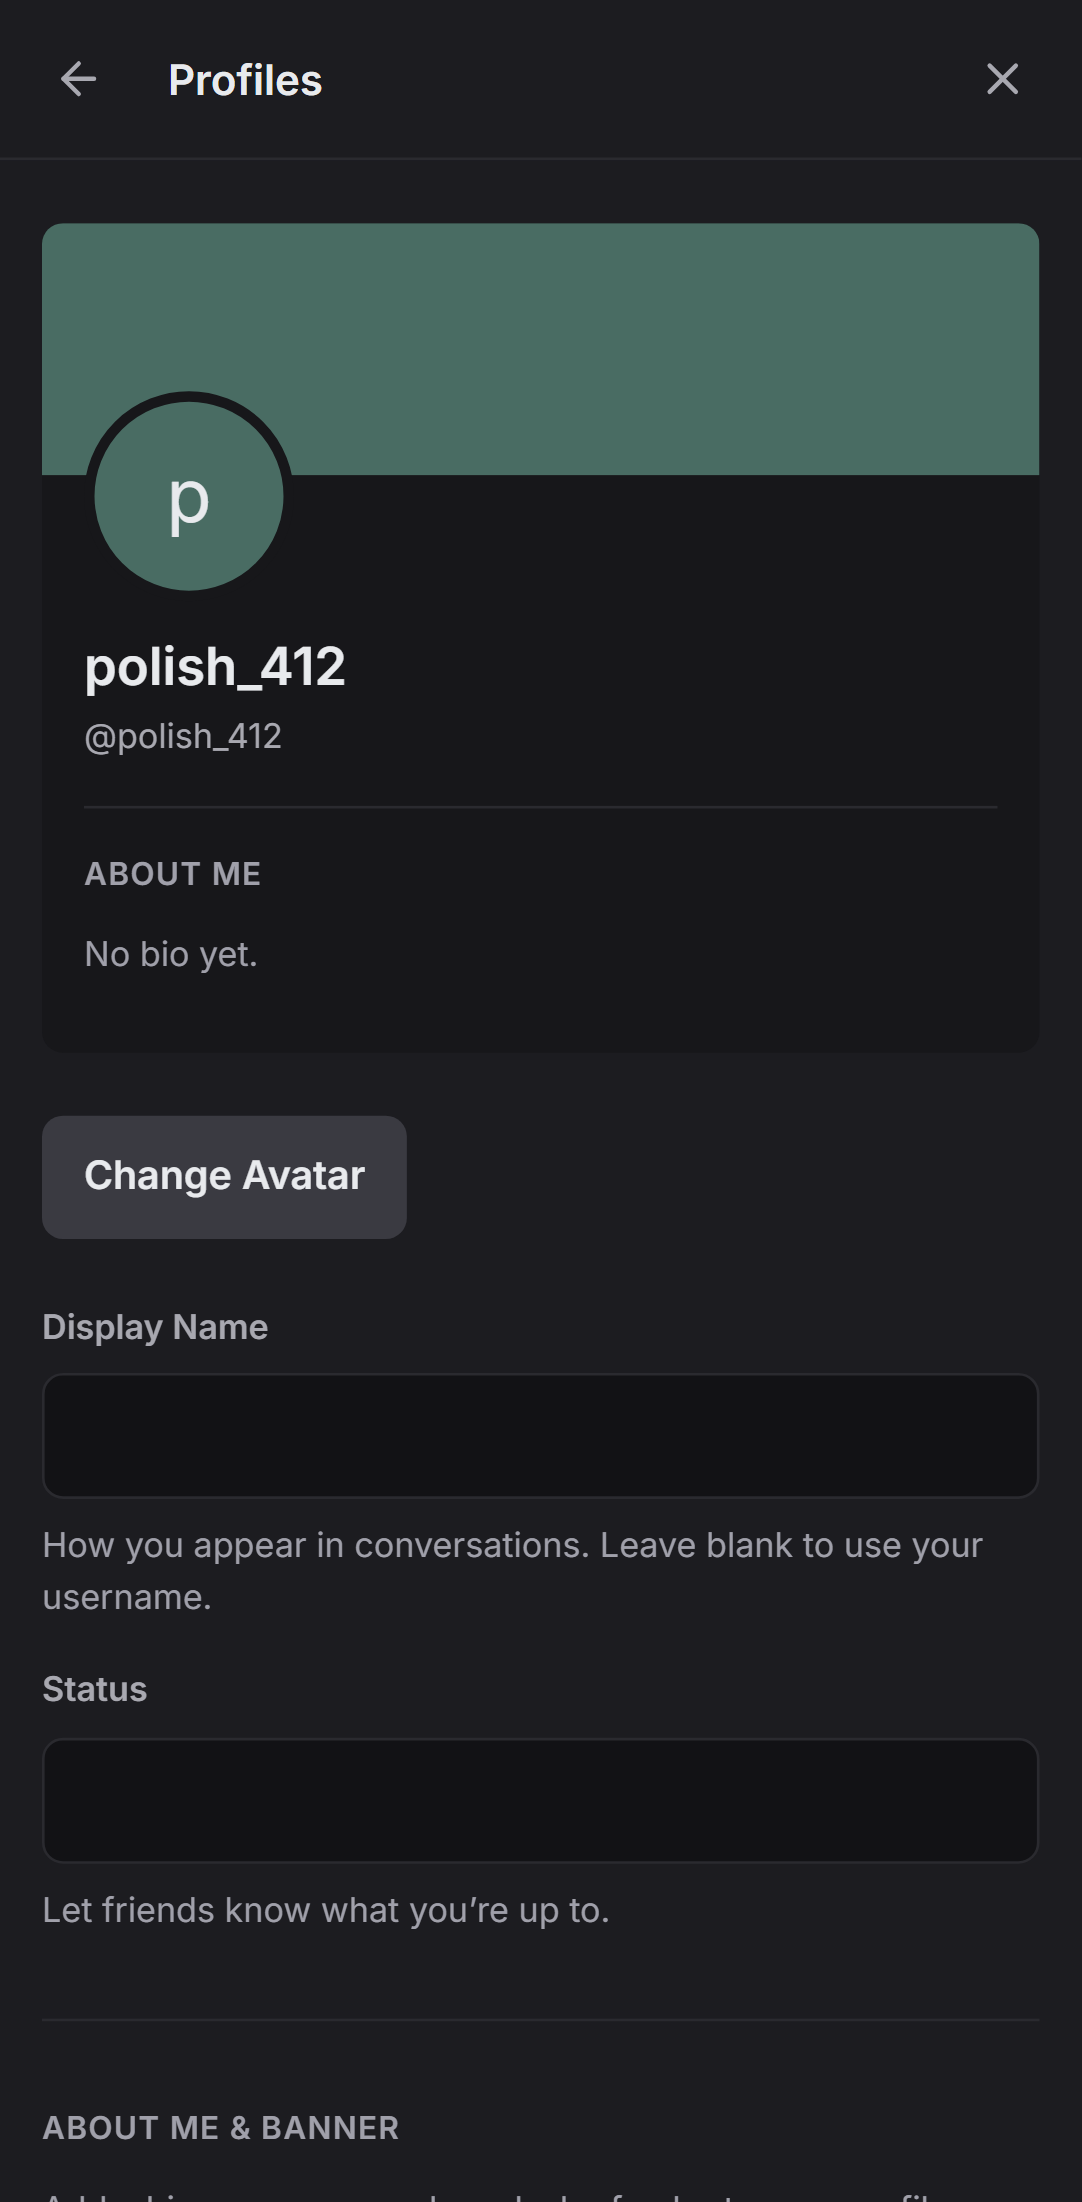 Profiles
p
polish_412
@polish_412
ABOUT ME
No bio yet.
Change Avatar
Display Name
How you appear in conversations. Leave blank to use your
username.
Status
Let friends know what you’re up to.
ABOUT ME & BANNER